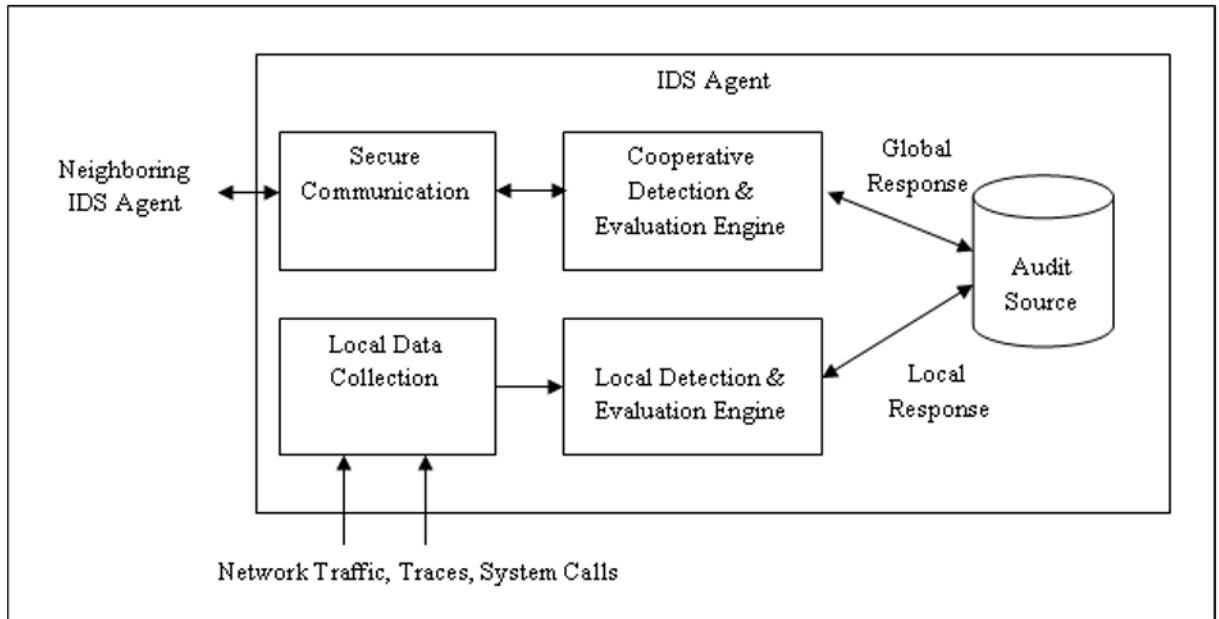 IDS Agent
Neighboring
IDS Agent
Secure
Communication
Cooperative
Detection &
Evaluation Engine
Global
Response
Audit
Source
Local Data
Collection
Local Detection &
Evaluation Engine
Local
Response
Network Traffic, Traces, System Calls